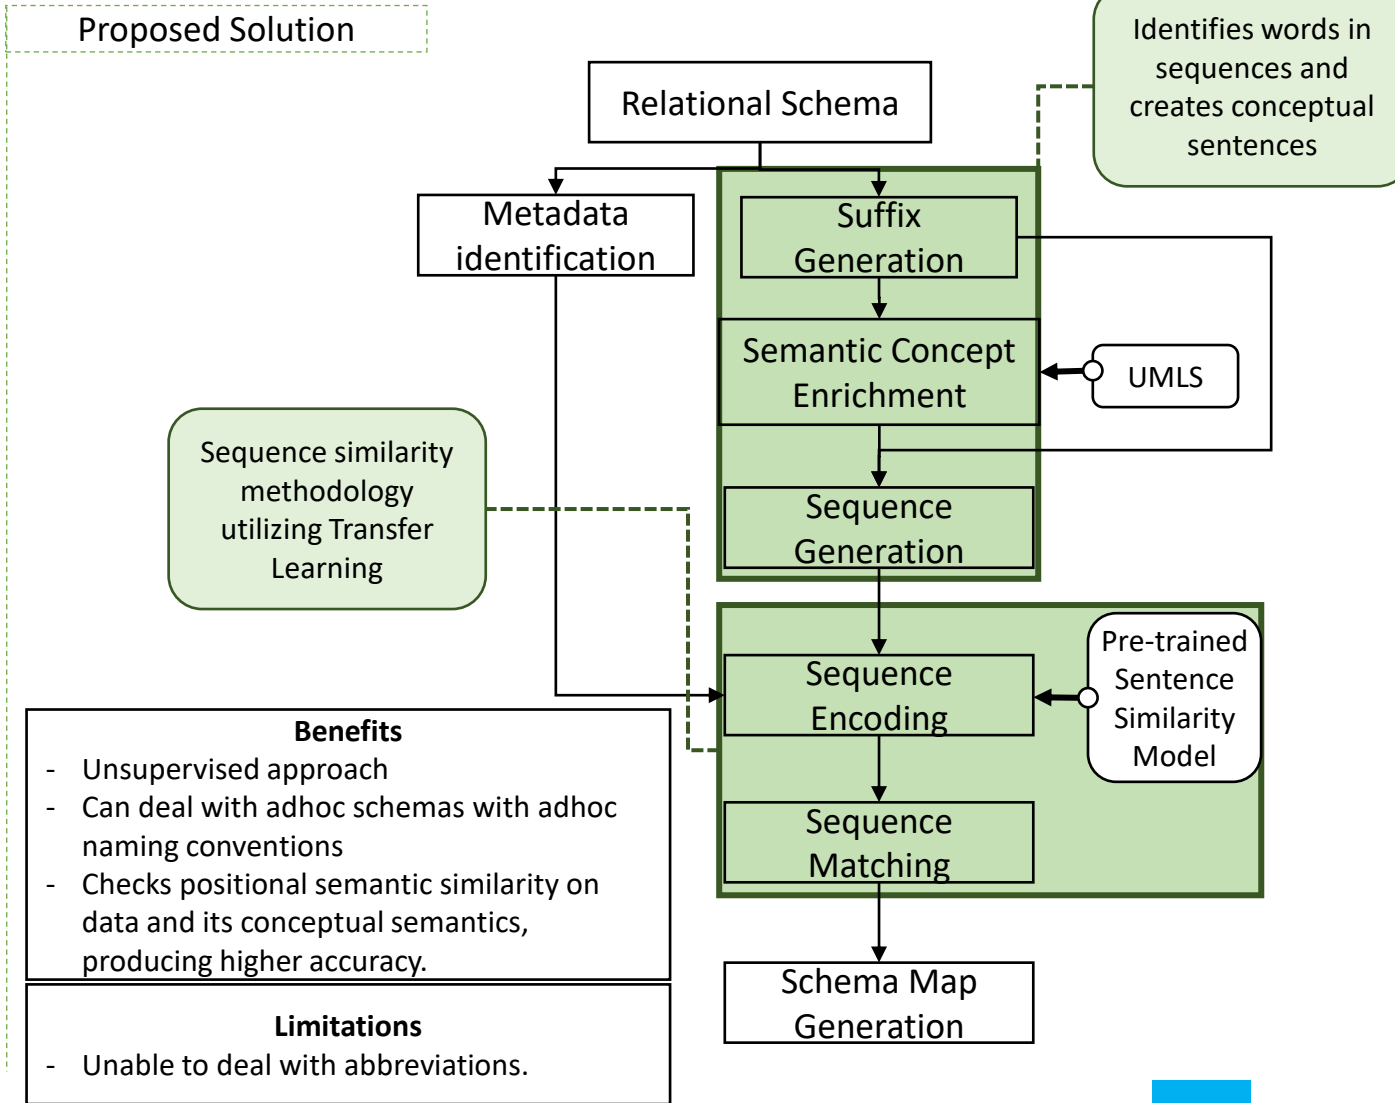 Proposed Solution
Identifies words in
sequences and
creates conceptual
sentences
Relational Schema
Metadata
identification
Suffix
Generation
Semantic Concept
Enrichment
UMLS
Sequence similarity
methodology
utilizing Transfer
Learning
Sequence
Generation
Sequence
Encoding
Pre-trained
Sentence
Similarity
Model
Sequence
Matching
Schema Map
Generation
Benefits
- Unsupervised approach
- Can deal with adhoc schemas with adhoc
naming conventions
- Checks positional semantic similarity on
data and its conceptual semantics,
producing higher accuracy.
Limitations
- Unable to deal with abbreviations.